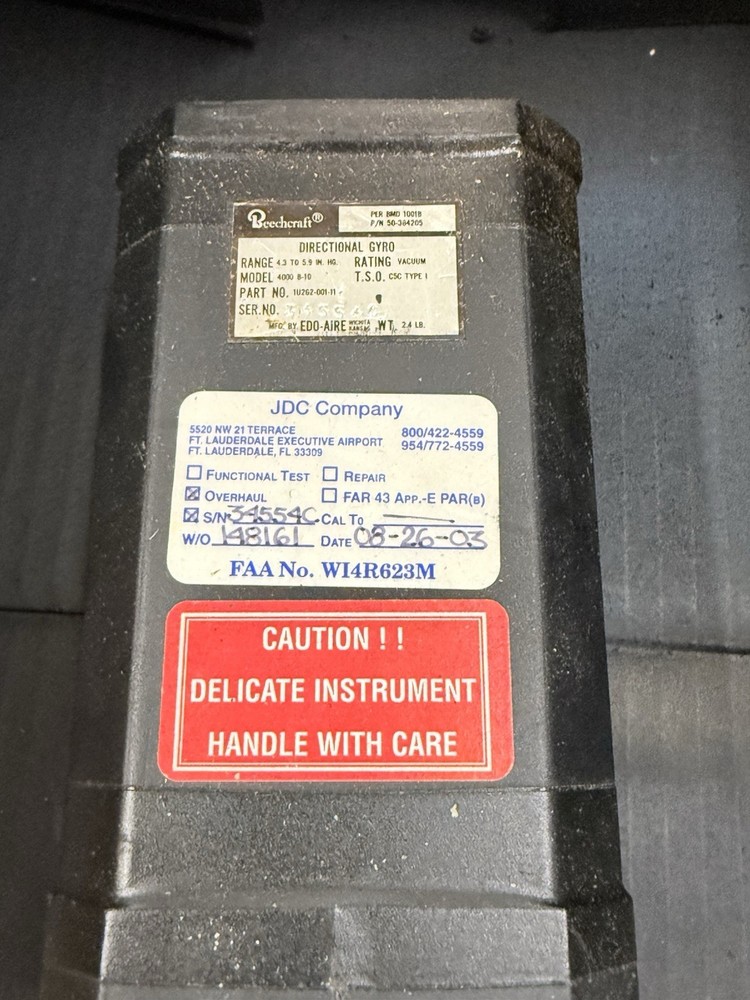 Beechcraft®
PER BMD 10018
P/N 50-384205
DIRECTIONAL GYRO
RANGE 4.3 TO 5.9 IN. HG. RATING VACUUM
MODEL 4000 B-10 T.S.O. C5C TYPE I
PART NO. 1U262-001-11
SER.NO.
MFG. BY EDO-AIRE WICHITA KANSAS WT. 2.4 LB.
JDC Company
5520 NW 21 TERRACE
FT. LAUDERDALE EXECUTIVE AIRPORT
FT. LAUDERDALE, FL 33309
800/422-4559
954/772-4559
FUNCTIONAL TEST REPAIR
OVERHAUL FAR 43 APP.-E PAR(B)
S/N 34554C CAL TO
W/O 148161 DATE 08-26-03
FAA No. WI4R623M
CAUTION ! !
DELICATE INSTRUMENT
HANDLE WITH CARE